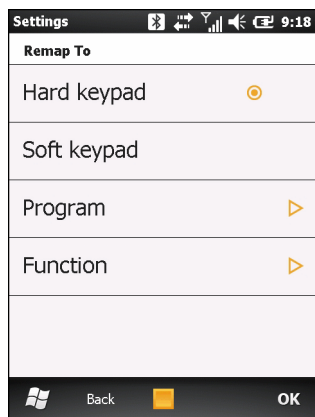 Settings 9:18
Remap To
Hard keypad
Soft keypad
Program
Function
Back OK